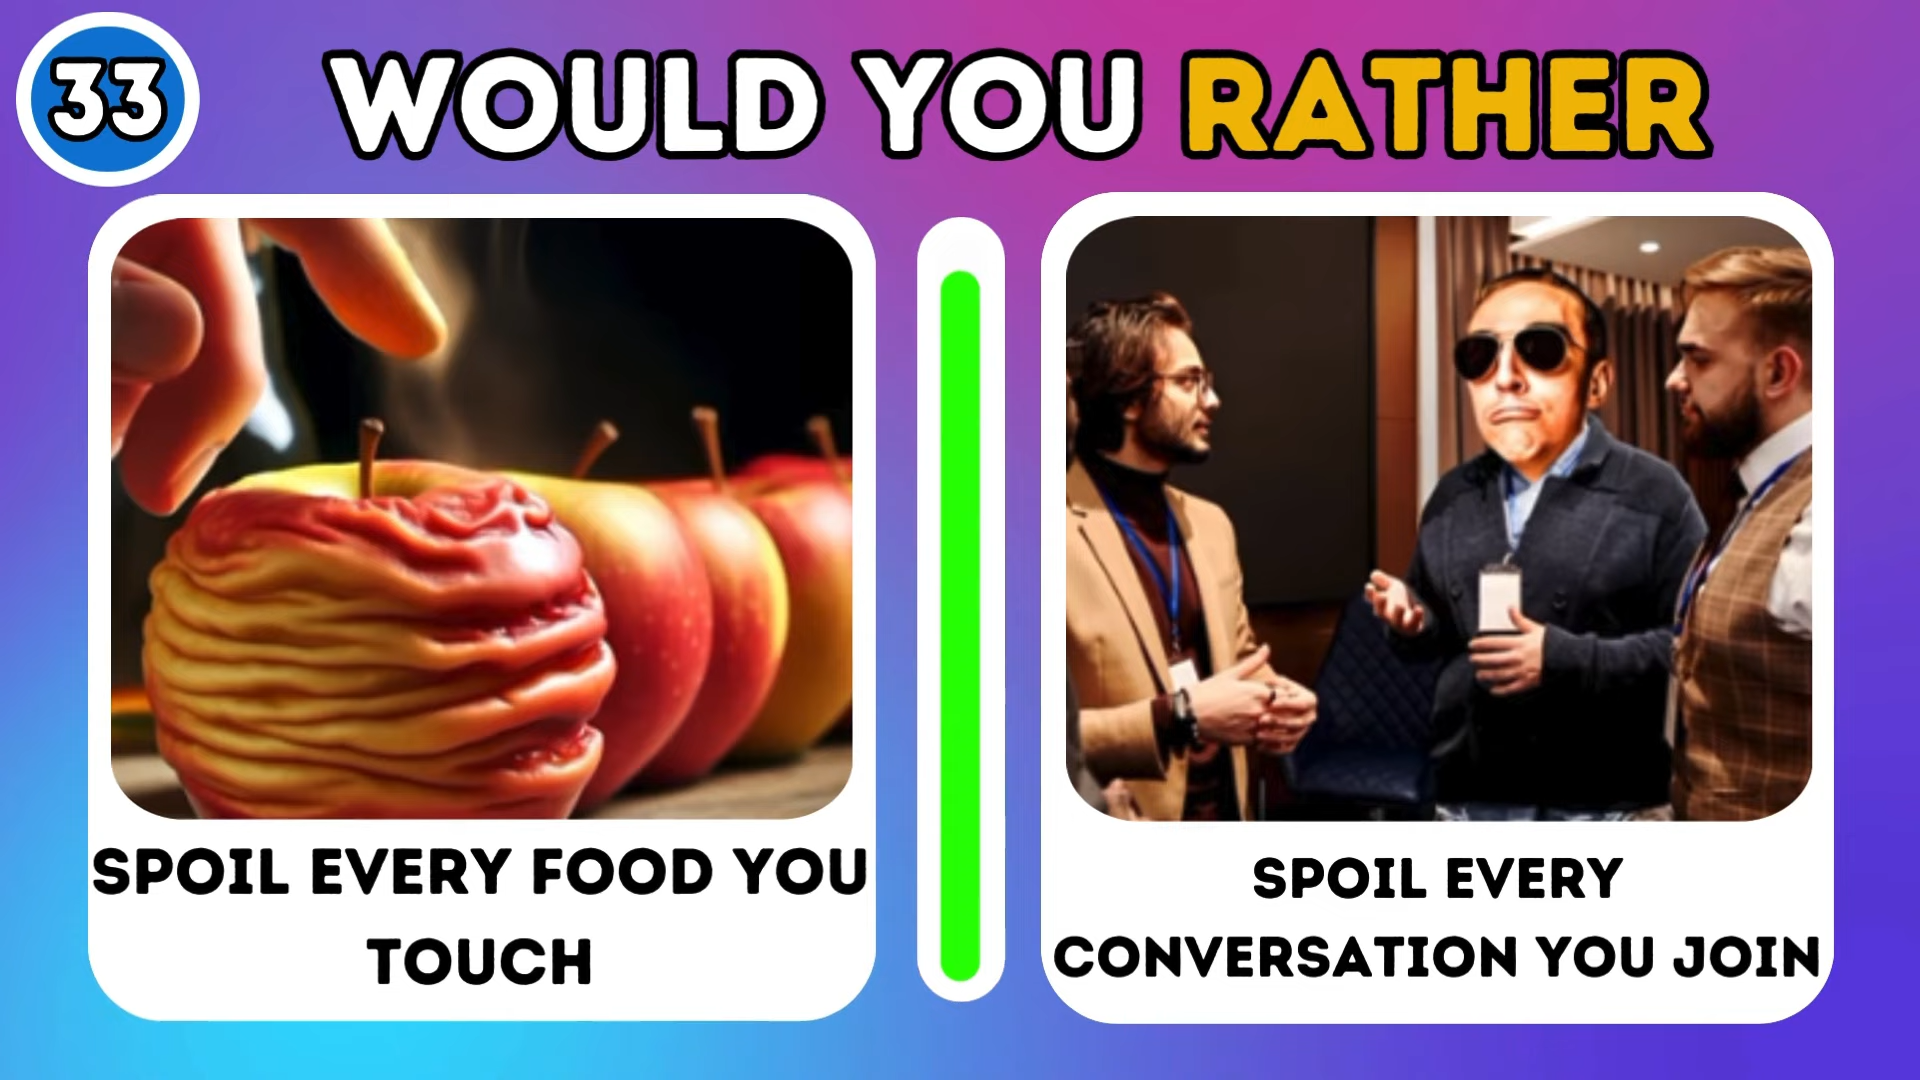 33
WOULD YOU RATHER
SPOIL EVERY FOOD YOU
TOUCH
SPOIL EVERY
CONVERSATION YOU JOIN